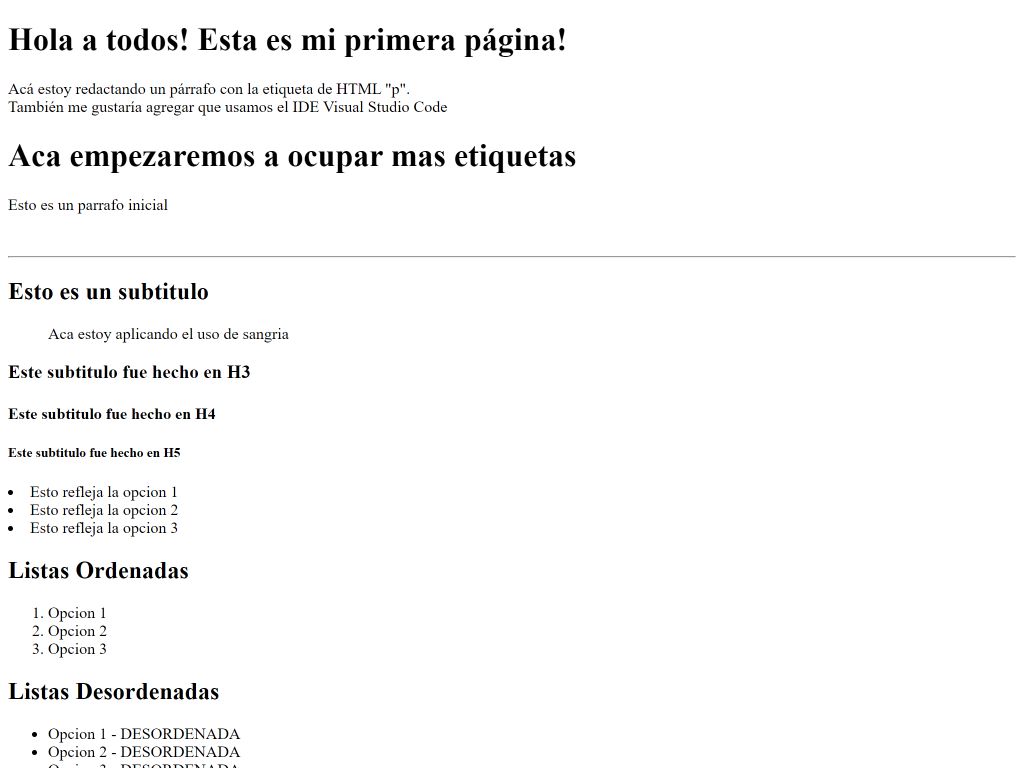 Hola a todos! Esta es mi primera página!
Acá estoy redactando un párrafo con la etiqueta de HTML "p".
También me gustaría agregar que usamos el IDE Visual Studio Code
Aca empezaremos a ocupar mas etiquetas
Esto es un parrafo inicial
Esto es un subtitulo
Aca estoy aplicando el uso de sangria
Este subtitulo fue hecho en H3
Este subtitulo fue hecho en H4
Este subtitulo fue hecho en H5
Esto refleja la opcion 1
Esto refleja la opcion 2
Esto refleja la opcion 3
Listas Ordenadas
1. Opcion 1
2. Opcion 2
3. Opcion 3
Listas Desordenadas
Opcion 1 - DESORDENADA
Opcion 2 - DESORDENADA